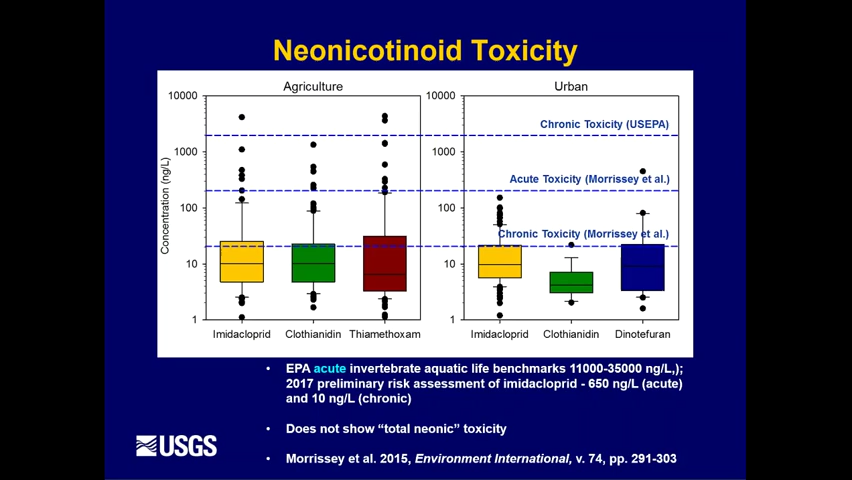 Neonicotinoid Toxicity
Agriculture
Urban
Concentration (ng/L)
10000
1000
100
10
1
10000
1000
100
10
1
Chronic Toxicity (USEPA)
Acute Toxicity (Morrissey et al.)
Chronic Toxicity (Morrissey et al.)
Imidacloprid Clothianidin Thiamethoxam
Imidacloprid Clothianidin Dinotefuran
• EPA acute invertebrate aquatic life benchmarks 11000-35000 ng/L,);
2017 preliminary risk assessment of imidacloprid - 650 ng/L (acute)
and 10 ng/L (chronic)
• Does not show “total neonic” toxicity
• Morrissey et al. 2015, Environment International, v. 74, pp. 291-303
USGS